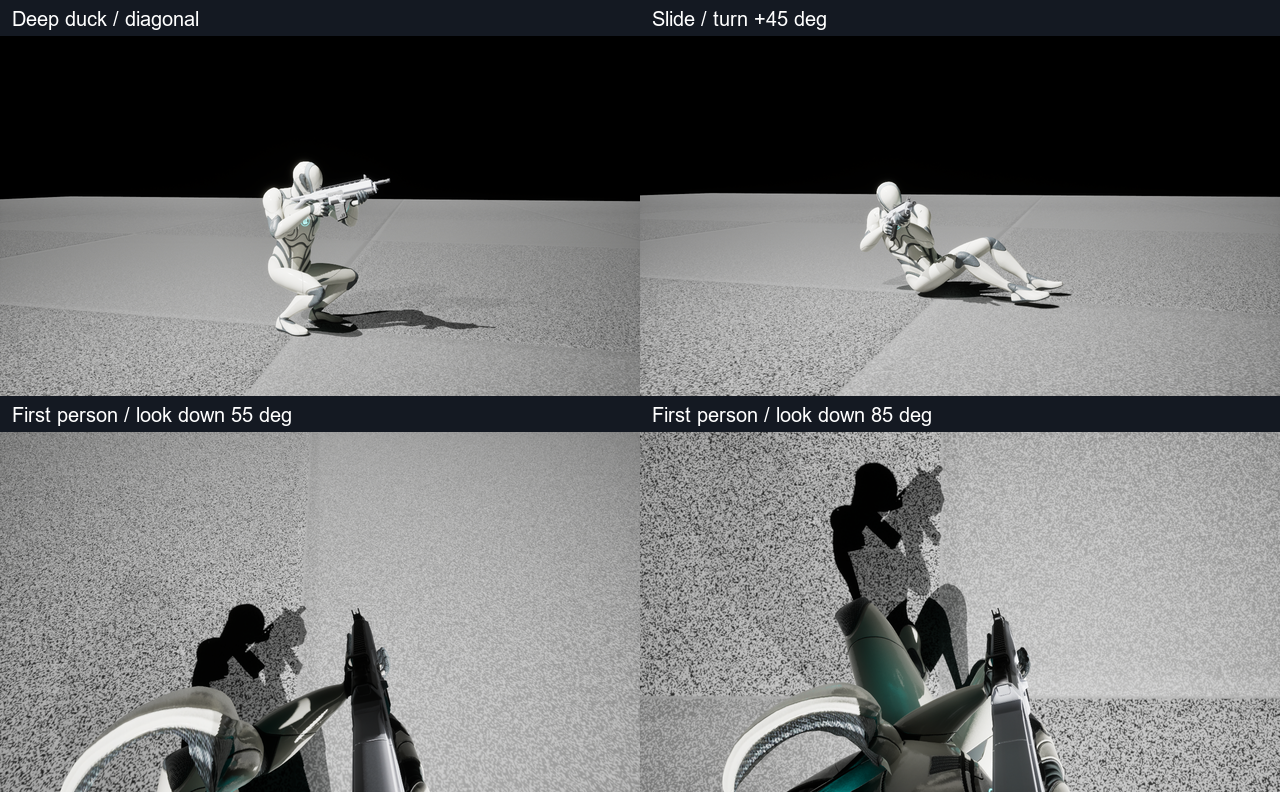 Deep duck / diagonal
Slide / turn +45 deg
First person / look down 55 deg
First person / look down 85 deg